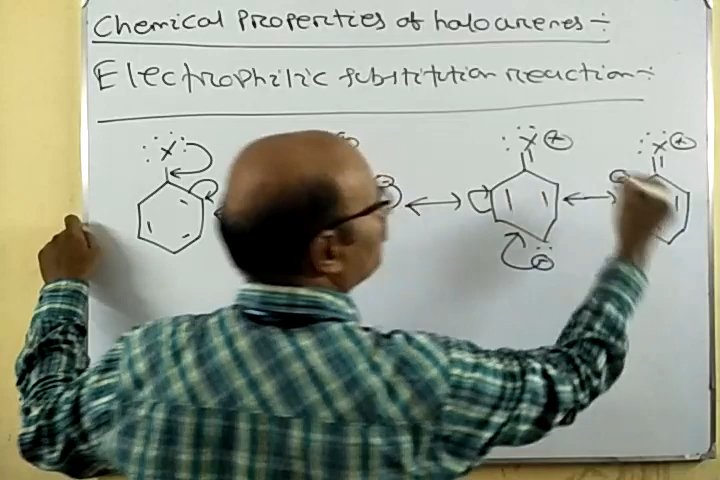 Chemical Properties of haloarenes ÷
Electrophilic substitution reaction ÷
X X ⊕ X ⊕
⊖ ⊖
⊖